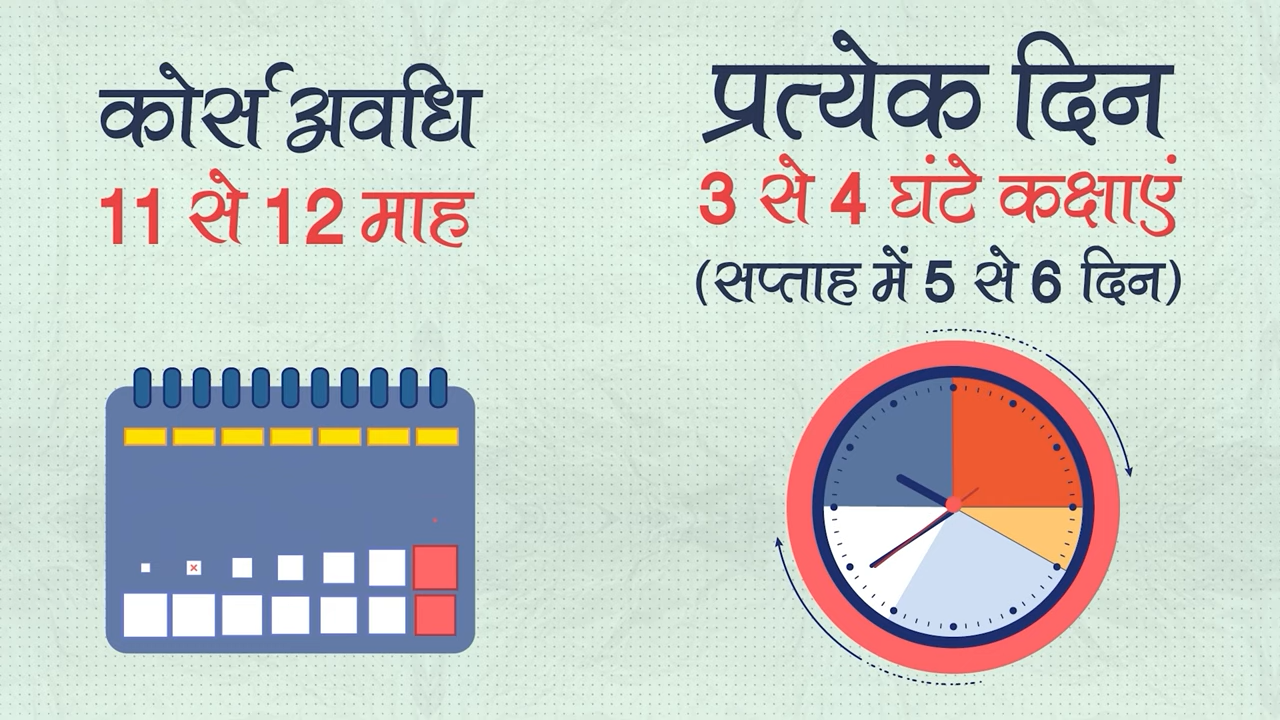 कोर्स अवधि
11 से 12 माह
प्रत्येक दिन
3 से 4 घंटे कक्षाएं
(सप्ताह में 5 से 6 दिन)